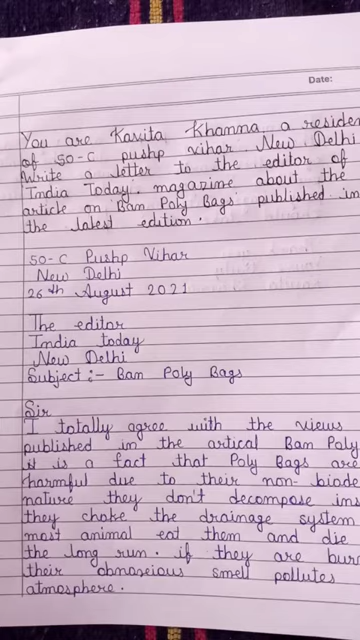 Date:
You are Kavita Khanna a reside
of 50-C pushp vihar New Delhi
Write a letter to the editor of
India Today. magazine about the
article on Ban Poly Bags published in
the latest edition.
50-C Pushp Vihar
New Delhi
26th August 2021
The editor
India today
New Delhi
Subject :- Ban Poly Bags
Sir
I totally agree with the views
published in the artical Ban Poly
it is a fact that Poly Bags are
harmful due to their non-biode
nature they don't decompose ins
they choke the drainage system
most animal eat them and die
the long run. if they are bur
their obnoxcious smell pollutes
atmosphere.